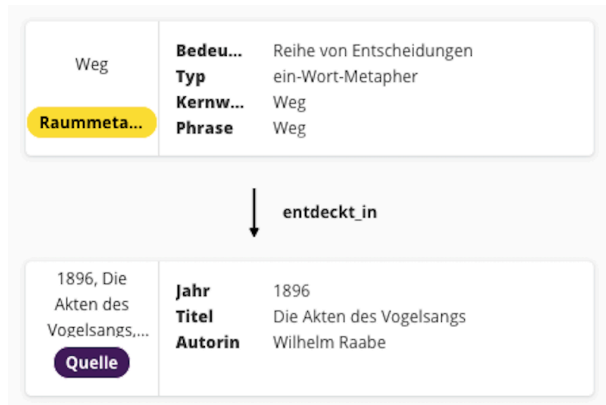 Weg
Raummeta...
Bedeu... Reihe von Entscheidungen
Typ ein-Wort-Metapher
Kernw... Weg
Phrase Weg
entdeckt_in
1896, Die
Akten des
Vogelsangs,...
Quelle
Jahr 1896
Titel Die Akten des Vogelsangs
Autorin Wilhelm Raabe